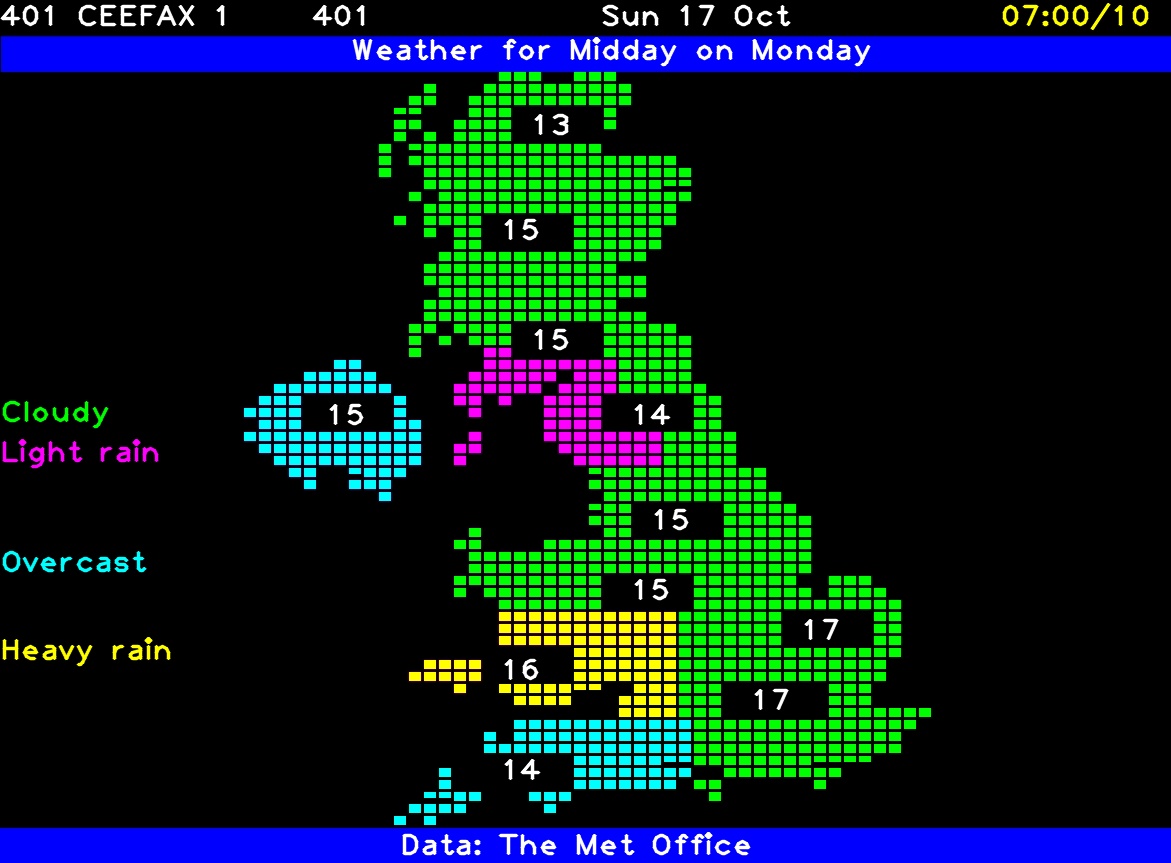 401 CEEFAX 1 401 Sun 17 Oct 07:00/10
Weather for Midday on Monday
13
15
15
Cloudy 15 14
Light rain
15
Overcast
15
17
Heavy rain
16
17
14
Data: The Met Office